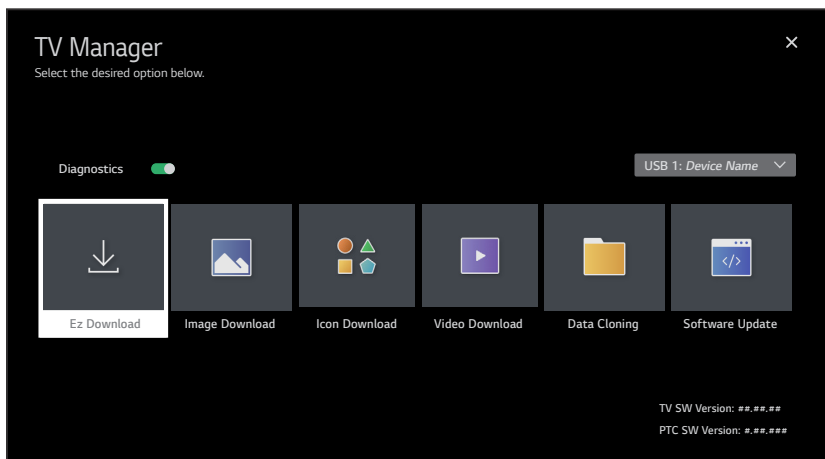 TV Manager
Select the desired option below.
Diagnostics
USB 1: Device Name
Ez Download
Image Download
Icon Download
Video Download
Data Cloning
Software Update
</>
TV SW Version: ##.##.##
PTC SW Version: #.##.###